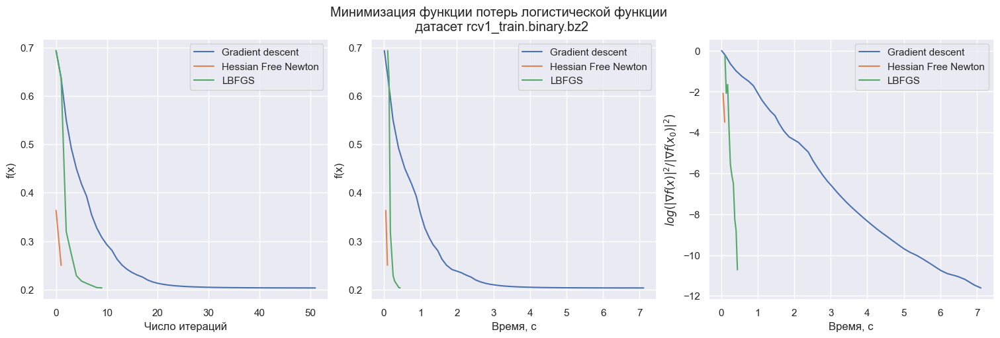 Минимизация функции потерь логистической функции
датасет rcv1_train.binary.bz2
f(x)
0.7
0.6
0.5
0.4
0.3
0.2
Gradient descent
Hessian Free Newton
LBFGS
0 10 20 30 40 50
Число итераций
f(x)
0.7
0.6
0.5
0.4
0.3
0.2
Gradient descent
Hessian Free Newton
LBFGS
0 1 2 3 4 5 6 7
Время, с
log(|∇f(x)|²/|∇f(x₀)|²)
0
−2
−4
−6
−8
−10
−12
Gradient descent
Hessian Free Newton
LBFGS
0 1 2 3 4 5 6 7
Время, с